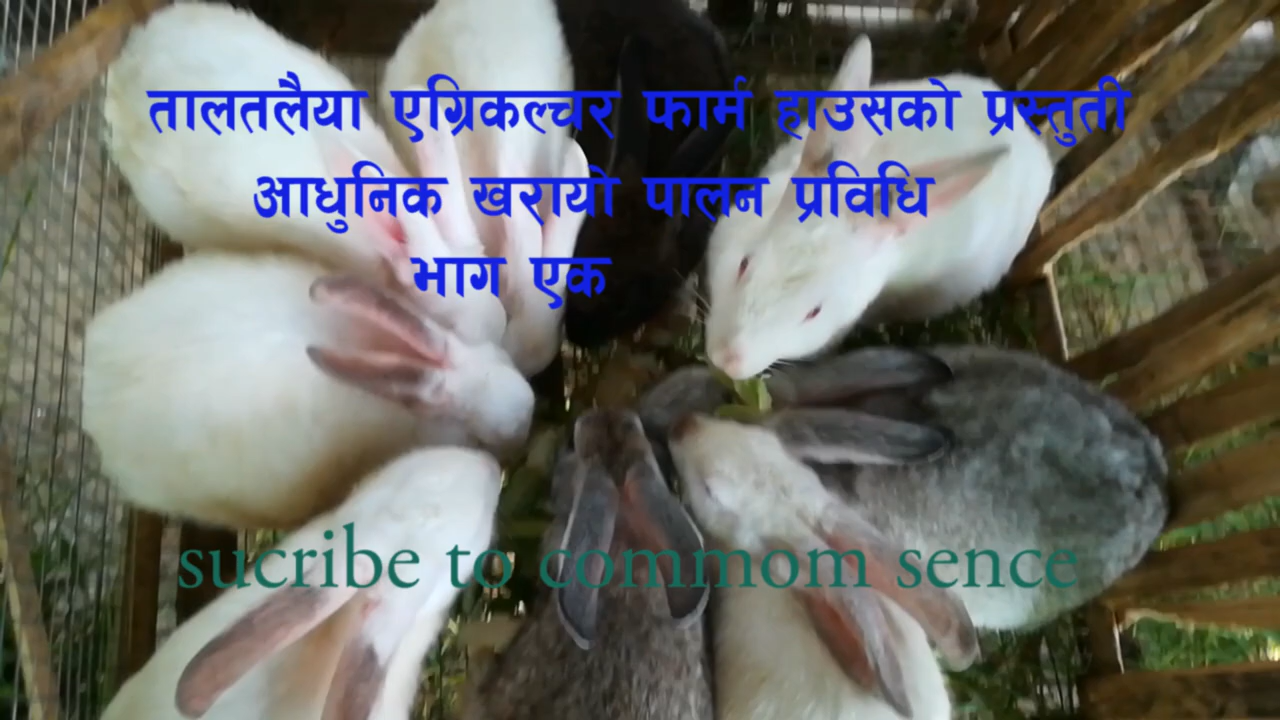 तालतलैया एग्रिकल्चर फार्म हाउसको प्रस्तुती
आधुनिक खरायो पालन प्रविधि
भाग एक
sucribe to commom sence